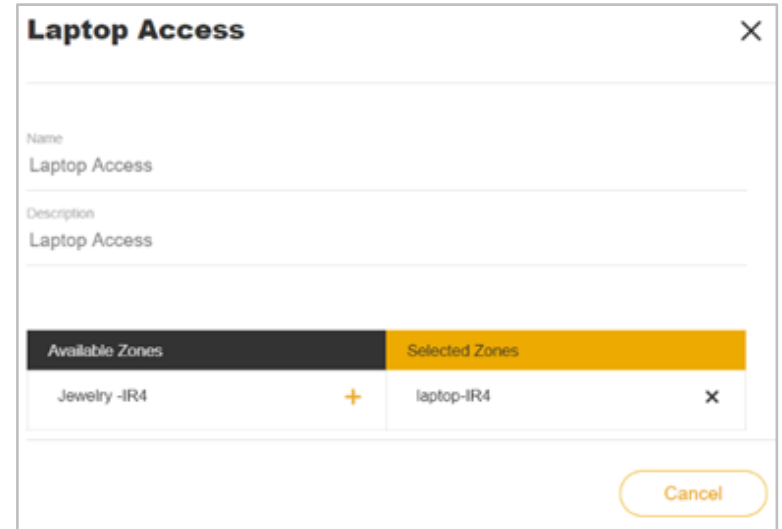 Laptop Access
Name
Laptop Access
Description
Laptop Access
Available Zones Selected Zones
Jewelry -IR4 + laptop-IR4 ×
Cancel